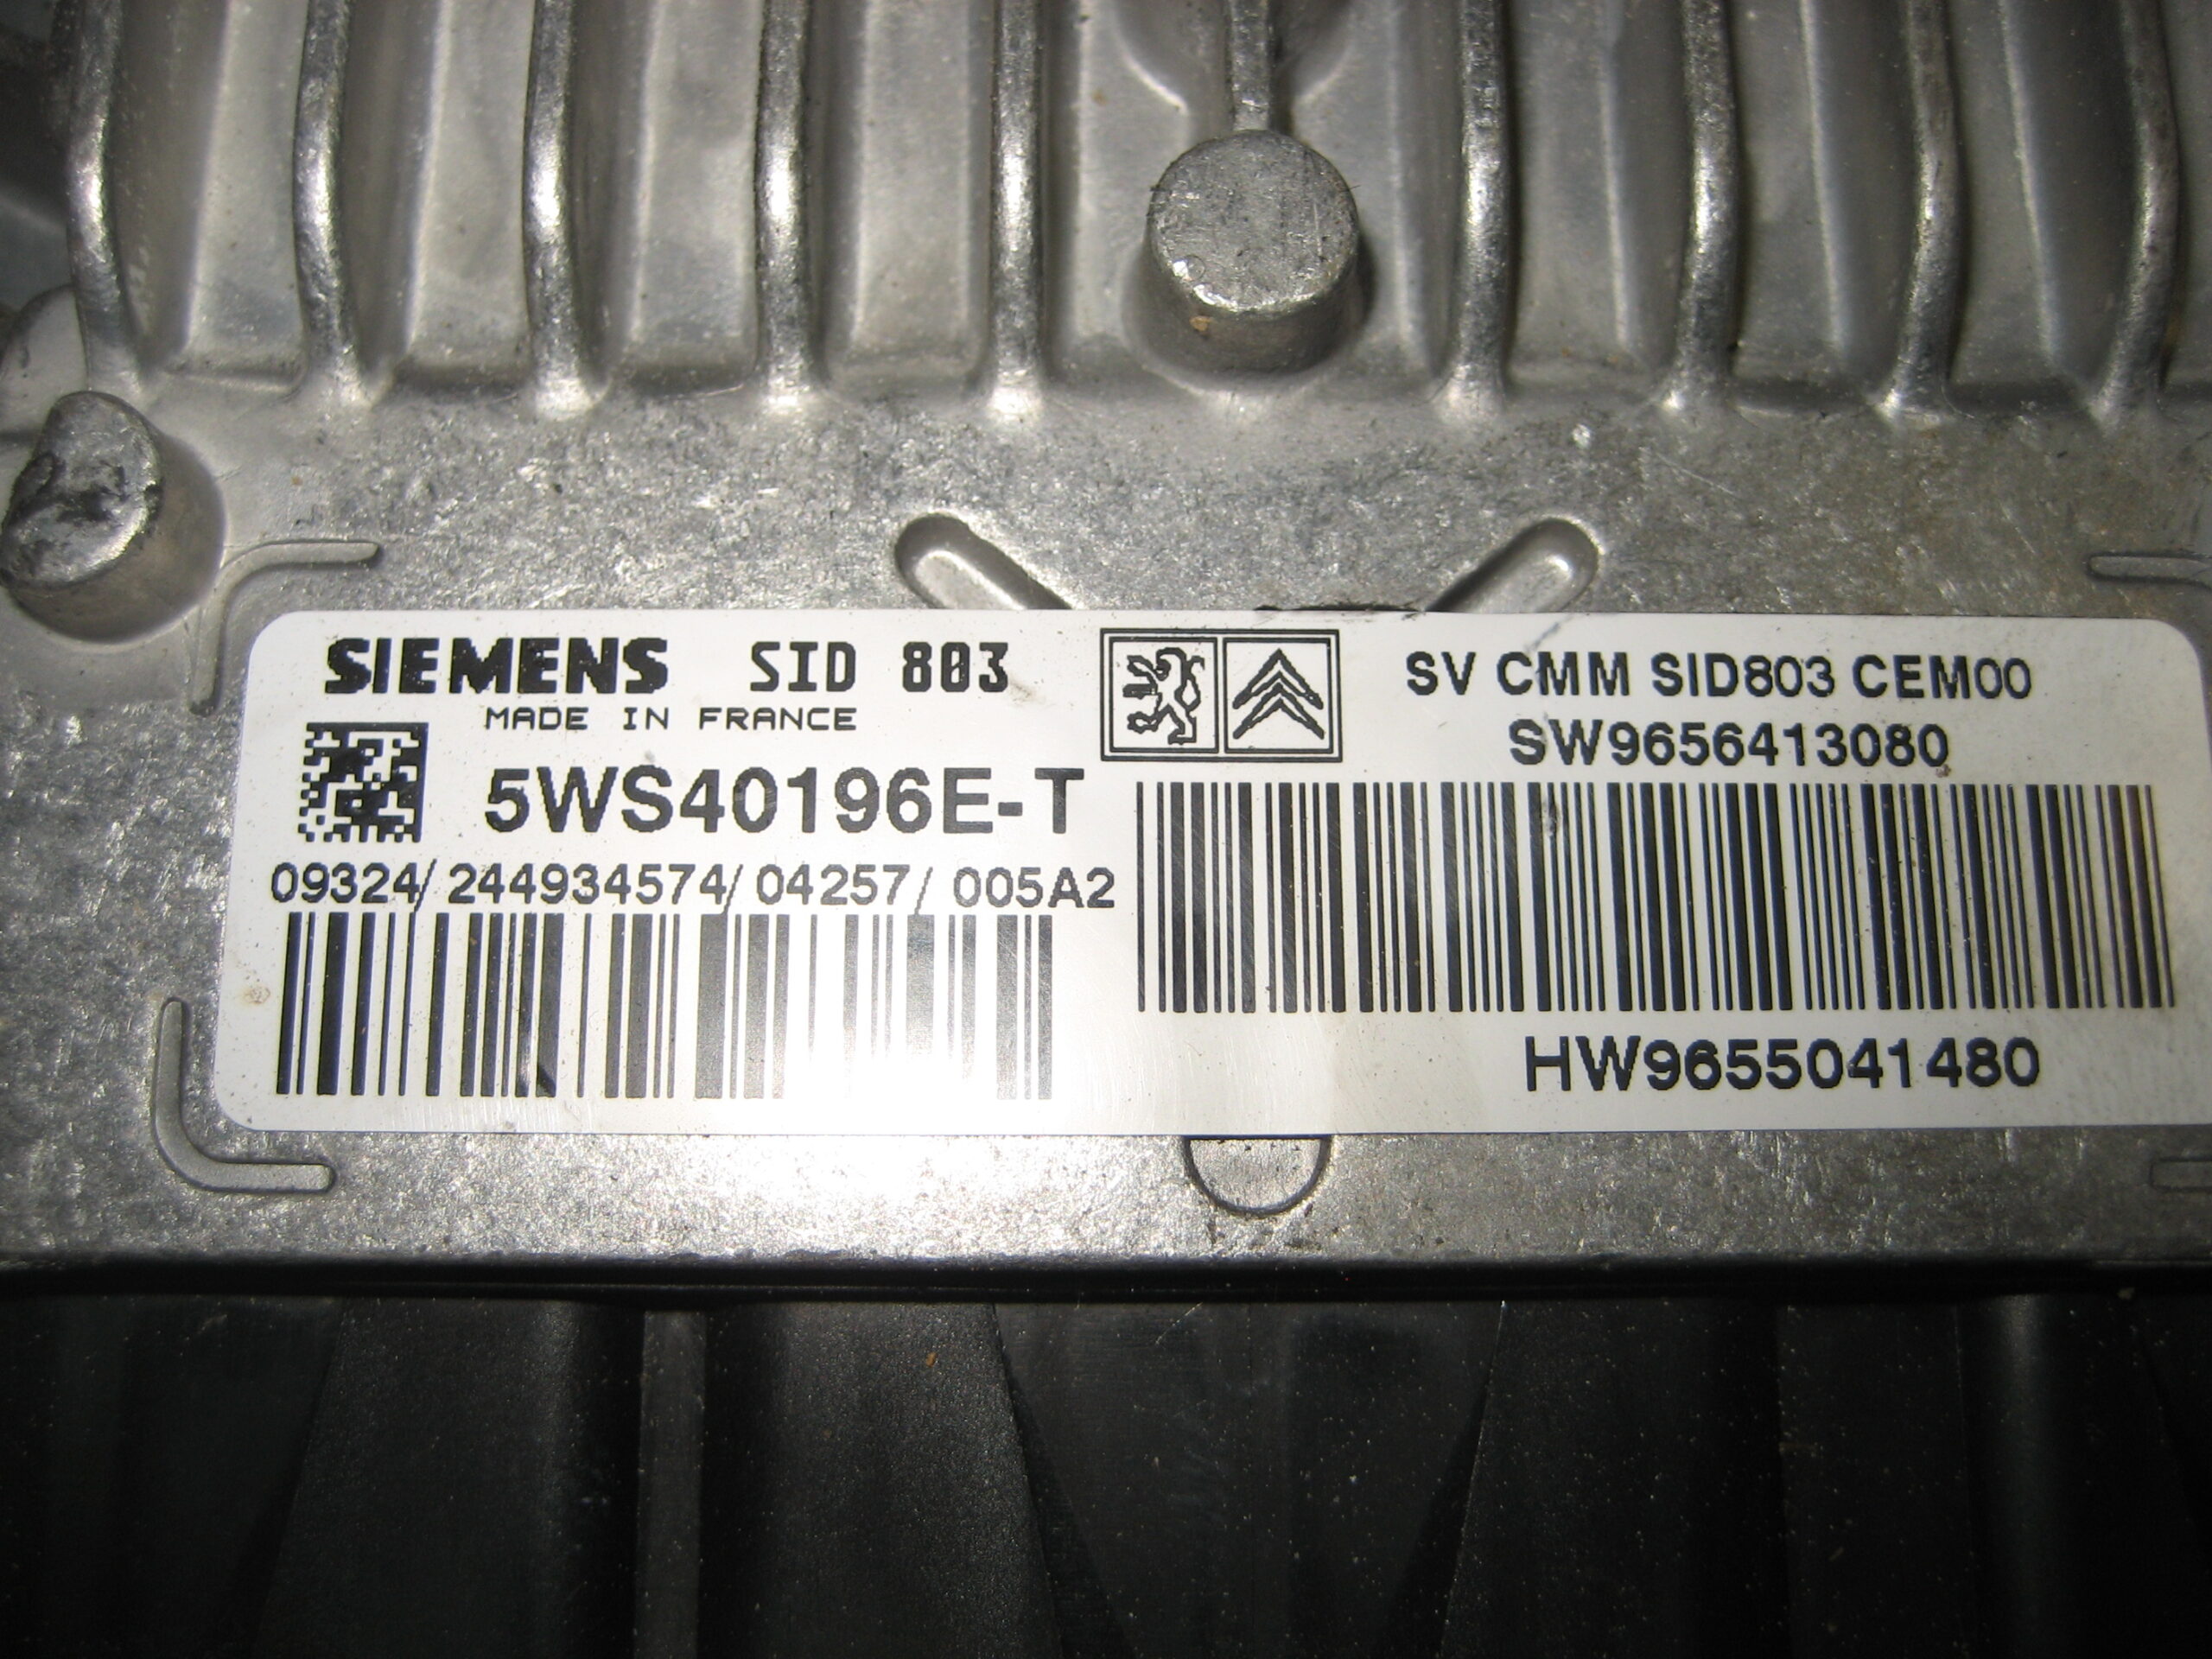 SIEMENS SID 803
MADE IN FRANCE
5WS40196E-T
09324/244934574/04257/005A2
SV CMM SID803 CEM00
SW9656413080
HW9655041480